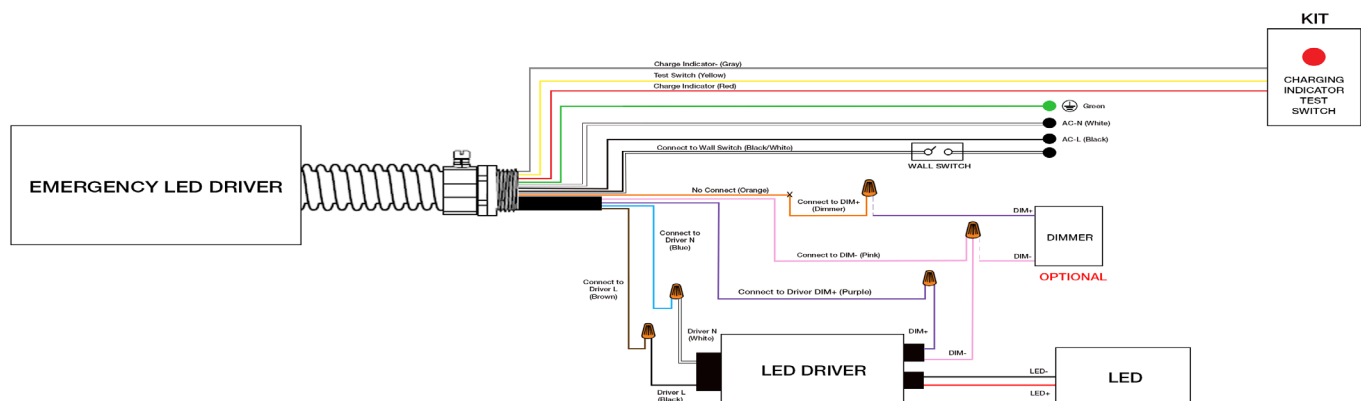 KIT
CHARGING
INDICATOR
TEST
SWITCH
Charge Indicator- (Gray)
Test Switch (Yellow)
Charge Indicator (Red)
Green
AC-N (White)
AC-L (Black)
Connect to Wall Switch (Black/White)
WALL SWITCH
EMERGENCY LED DRIVER
No Connect (Orange)
Connect to DIM+
(Dimmer)
DIM+
DIMMER
DIM-
OPTIONAL
Connect to
Driver N
(Blue)
Connect to DIM- (Pink)
Connect to
Driver L
(Brown)
Connect to Driver DIM+ (Purple)
Driver N
(White)
DIM+
DIM-
LED DRIVER
LED-
LED+
LED
Driver L
(Black)